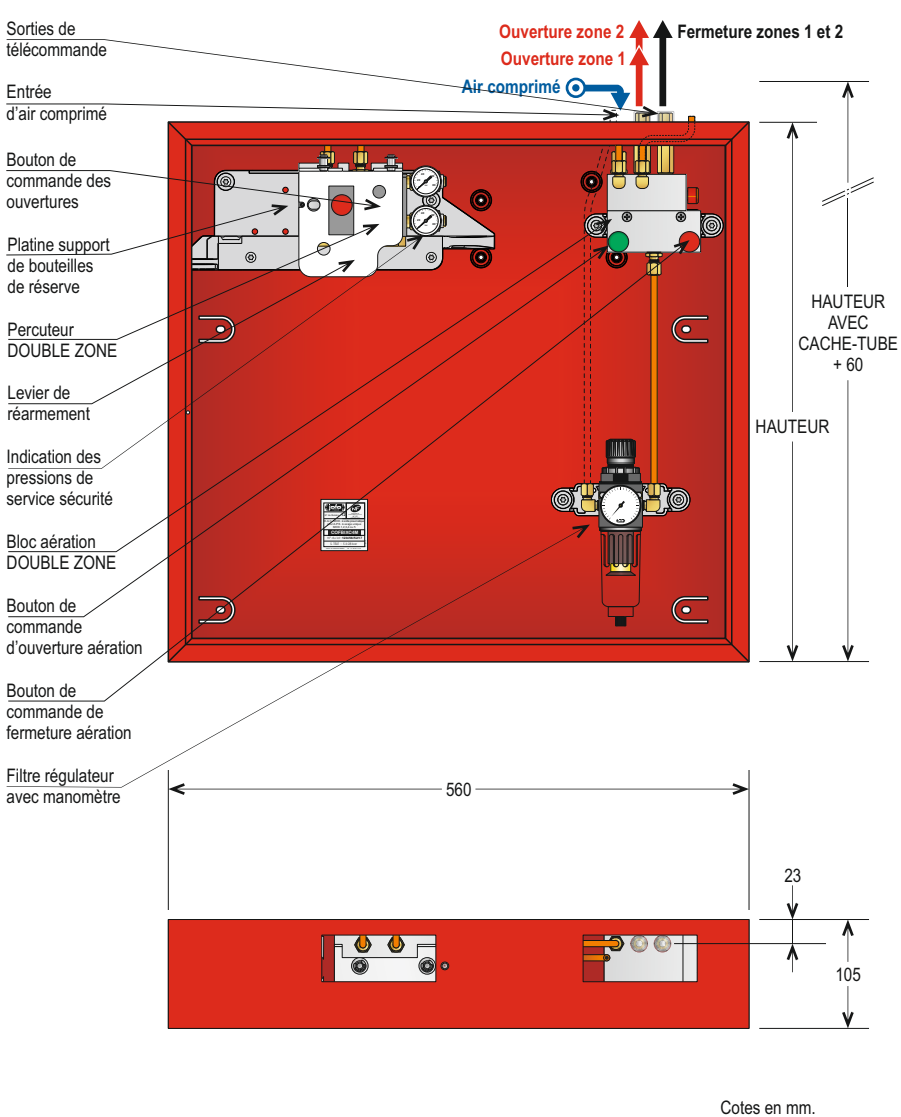 Sorties de
télécommande
Entrée
d'air comprimé
Bouton de
commande des
ouvertures
Platine support
de bouteilles
de réserve
Percuteur
DOUBLE ZONE
Levier de
réarmement
Indication des
pressions de
service sécurité
Bloc aération
DOUBLE ZONE
Bouton de
commande
d'ouverture aération
Bouton de
commande de
fermeture aération
Filtre régulateur
avec manomètre
Ouverture zone 2
Fermeture zones 1 et 2
Ouverture zone 1
Air comprimé
HAUTEUR
AVEC
CACHE-TUBE
+ 60
HAUTEUR
560
23
105
Cotes en mm.